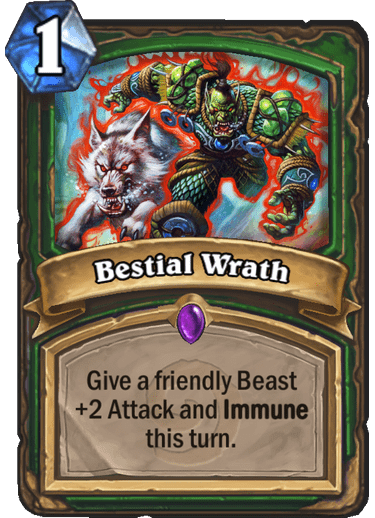 1
Bestial Wrath
Give a friendly Beast
+2 Attack and Immune
this turn.